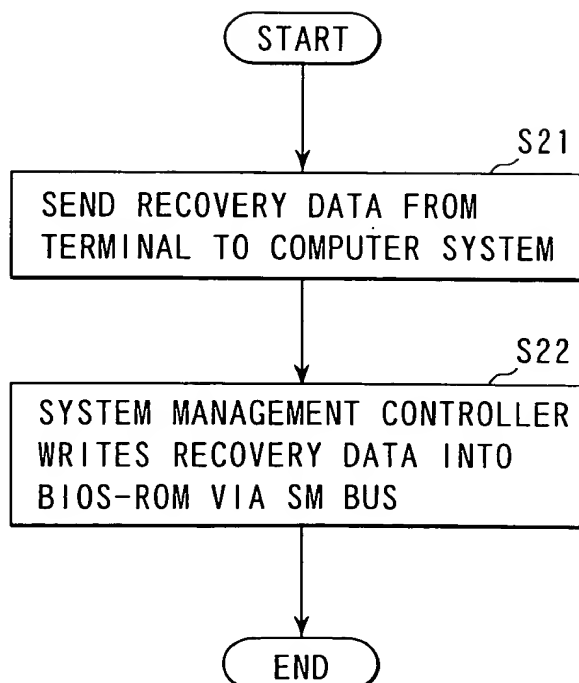 START
S21
SEND RECOVERY DATA FROM
TERMINAL TO COMPUTER SYSTEM
S22
SYSTEM MANAGEMENT CONTROLLER
WRITES RECOVERY DATA INTO
BIOS-ROM VIA SM BUS
END